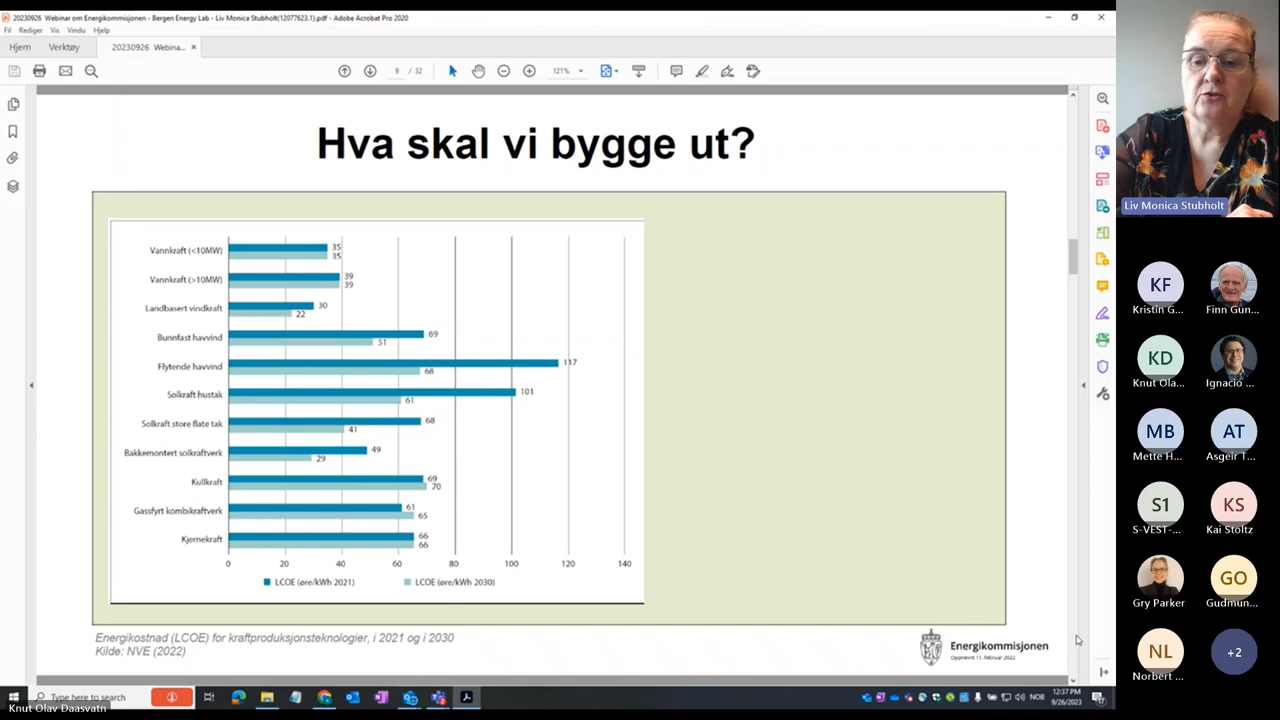 20230926 Webinar om Energikommisjonen - Bergen Energy Lab - Liv Monica Stubholt(12077623.1).pdf - Adobe Acrobat Pro 2020
Fil Rediger Vis Vindu Hjelp
Hjem Verktøy 20230926 Webina... ×
9 / 32 121%
Hva skal vi bygge ut?
Vannkraft (<10MW) 35
35
Vannkraft (>10MW) 39
39
Landbasert vindkraft 30
22
Bunnfast havvind 69
51
Flytende havvind 117
68
Solkraft hustak 101
61
Solkraft store flate tak 68
41
Bakkemontert solkraftverk 49
29
Kullkraft 69
70
Gassfyrt kombikraftverk 61
65
Kjernekraft 66
66
0 20 40 60 80 100 120 140
LCOE (øre/kWh 2021) LCOE (øre/kWh 2030)
Energikostnad (LCOE) for kraftproduksjonsteknologier, i 2021 og i 2030
Kilde: NVE (2022)
Energikommisjonen
Oppnevnt 11. februar 2022
Type here to search
NOB
12:37 PM
9/26/2023
Knut Olav Daasvatn
Liv Monica Stubholt
KF
Kristin G... Finn Gun...
KD
Knut Ola... Ignacio ...
MB AT
Mette H... Asgeir T...
S1 KS
S-VEST-... Kai Stoltz
GO
Gry Parker Gudmun...
NL +2
Norbert ...